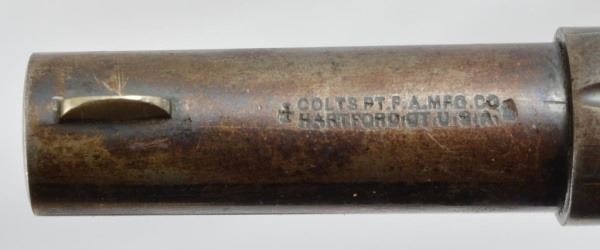 COLTS PT. F. A. MFG. CO
HARTFORD CT. U.S.A.